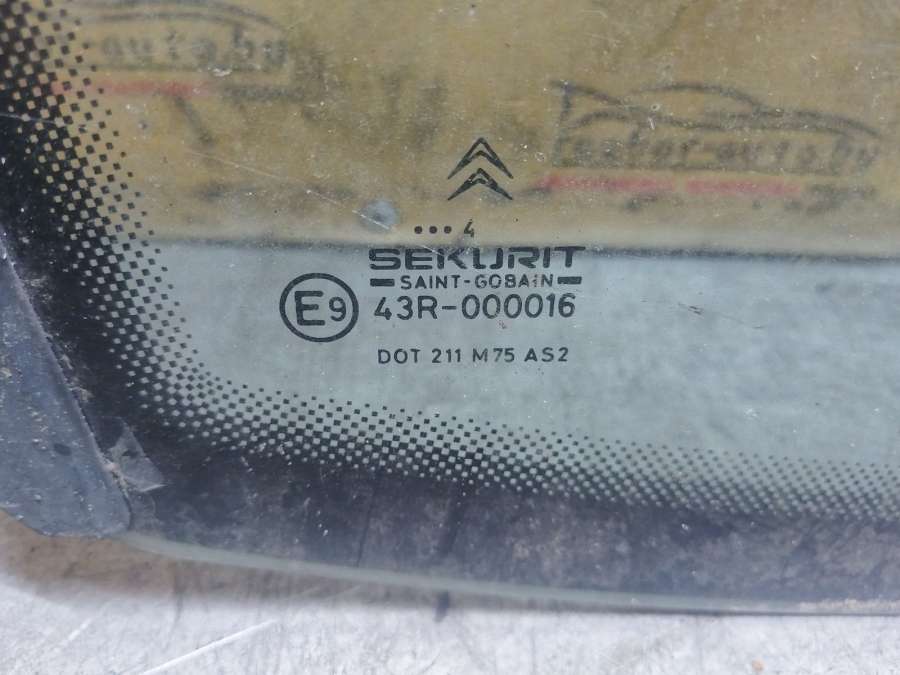 ••• 4
SEKURIT
SAINT-GOBAIN
E9 43R-000016
DOT 211 M75 AS2